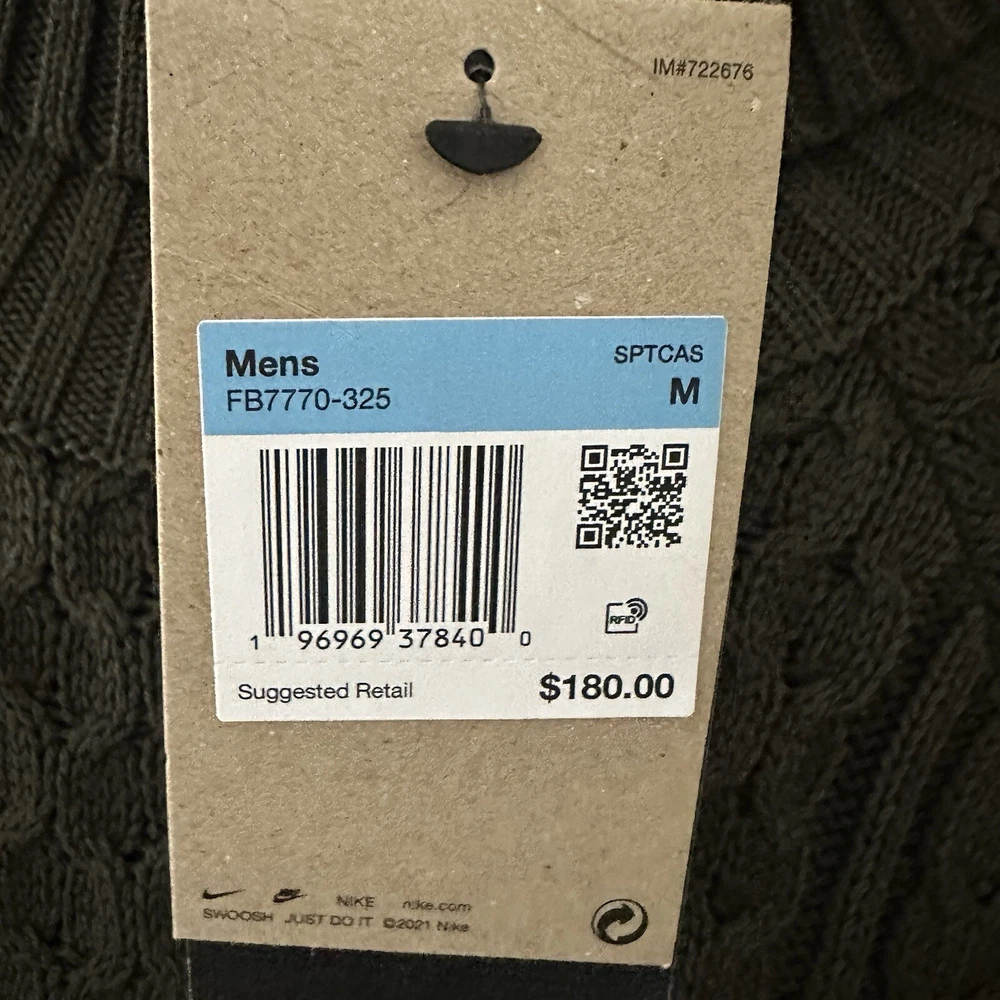 IM#722676
Mens
SPTCAS
FB7770-325
M
1 96969 37840 0
RFID
Suggested Retail
$180.00
NIKE nike.com
SWOOSH JUST DO IT ©2021 Nike